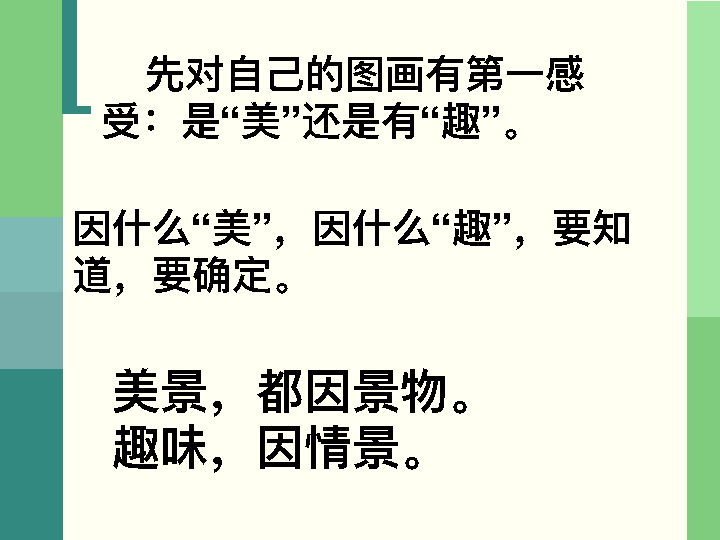 先对自己的图画有第一感
受：是“美”还是有“趣”。
因什么“美”，因什么“趣”，要知
道，要确定。
美景，都因景物。
趣味，因情景。